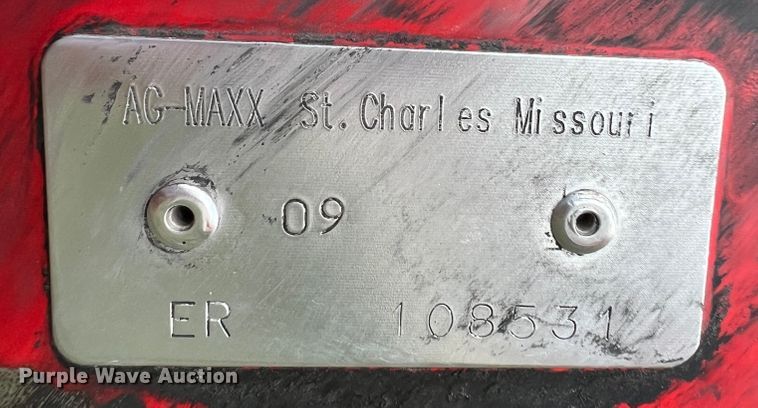 AG-MAXX St. Charles Missouri
09
ER 108531
Purple Wave Auction